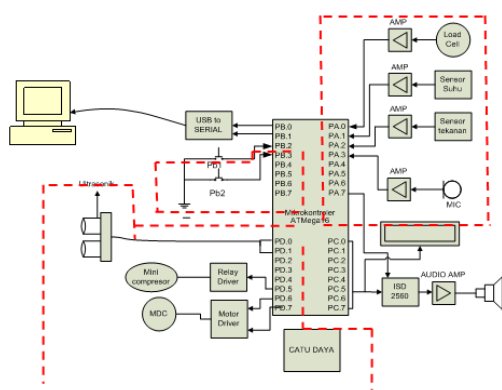 AMP
Load
Cell
AMP
Sensor
Suhu
AMP
Sensor
tekanan
AMP
MIC
USB to
SERIAL
PB.0
PB.1
PB.2
PB.3
PB.4
PB.5
PB.6
PB.7
PA.0
PA.1
PA.2
PA.3
PA.4
PA.5
PA.6
PA.7
Pb1
Pb2
Ultrasonik
Mikrokontroler
ATMega16
PD.0
PD.1
PD.2
PD.3
PD.4
PD.5
PD.6
PD.7
PC.0
PC.1
PC.2
PC.3
PC.4
PC.5
PC.6
PC.7
Mini
compresor
Relay
Driver
MDC
Motor
Driver
ISD
2560
AUDIO AMP
CATU DAYA